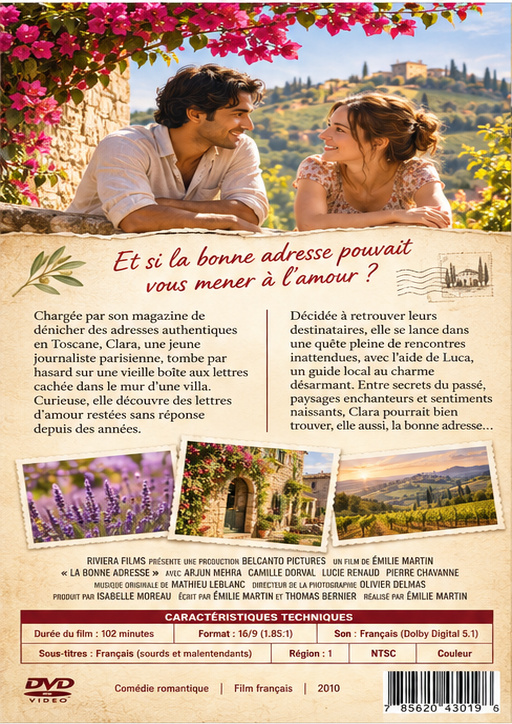 Et si la bonne adresse pouvait
vous mener à l'amour ?
Chargée par son magazine de
dénicher des adresses authentiques
en Toscane, Clara, une jeune
journaliste parisienne, tombe par
hasard sur une vieille boîte aux lettres
cachée dans le mur d'une villa.
Curieuse, elle découvre des lettres
d'amour restées sans réponse
depuis des années.
Décidée à retrouver leurs
destinataires, elle se lance dans
une quête pleine de rencontres
inattendues, avec l'aide de Luca,
un guide local au charme
désarmant. Entre secrets du passé,
paysages enchanteurs et sentiments
naissants, Clara pourrait bien
trouver, elle aussi, la bonne adresse...
RIVIERA FILMS PRÉSENTE UNE PRODUCTION BELCANTO PICTURES UN FILM DE ÉMILIE MARTIN
« LA BONNE ADRESSE » AVEC ARJUN MEHRA CAMILLE DORVAL LUCIE RENAUD PIERRE CHAVANNE
MUSIQUE ORIGINALE DE MATHIEU LEBLANC DIRECTEUR DE LA PHOTOGRAPHIE OLIVIER DELMAS
PRODUIT PAR ISABELLE MOREAU ÉCRIT PAR ÉMILIE MARTIN ET THOMAS BERNIER RÉALISÉ PAR ÉMILIE MARTIN
CARACTÉRISTIQUES TECHNIQUES
Durée du film : 102 minutes Format : 16/9 (1.85:1) Son : Français (Dolby Digital 5.1)
Sous-titres : Français (sourds et malentendants) Région : 1 NTSC Couleur
DVD
VIDEO
Comédie romantique | Film français | 2010
7 85620 43019 6